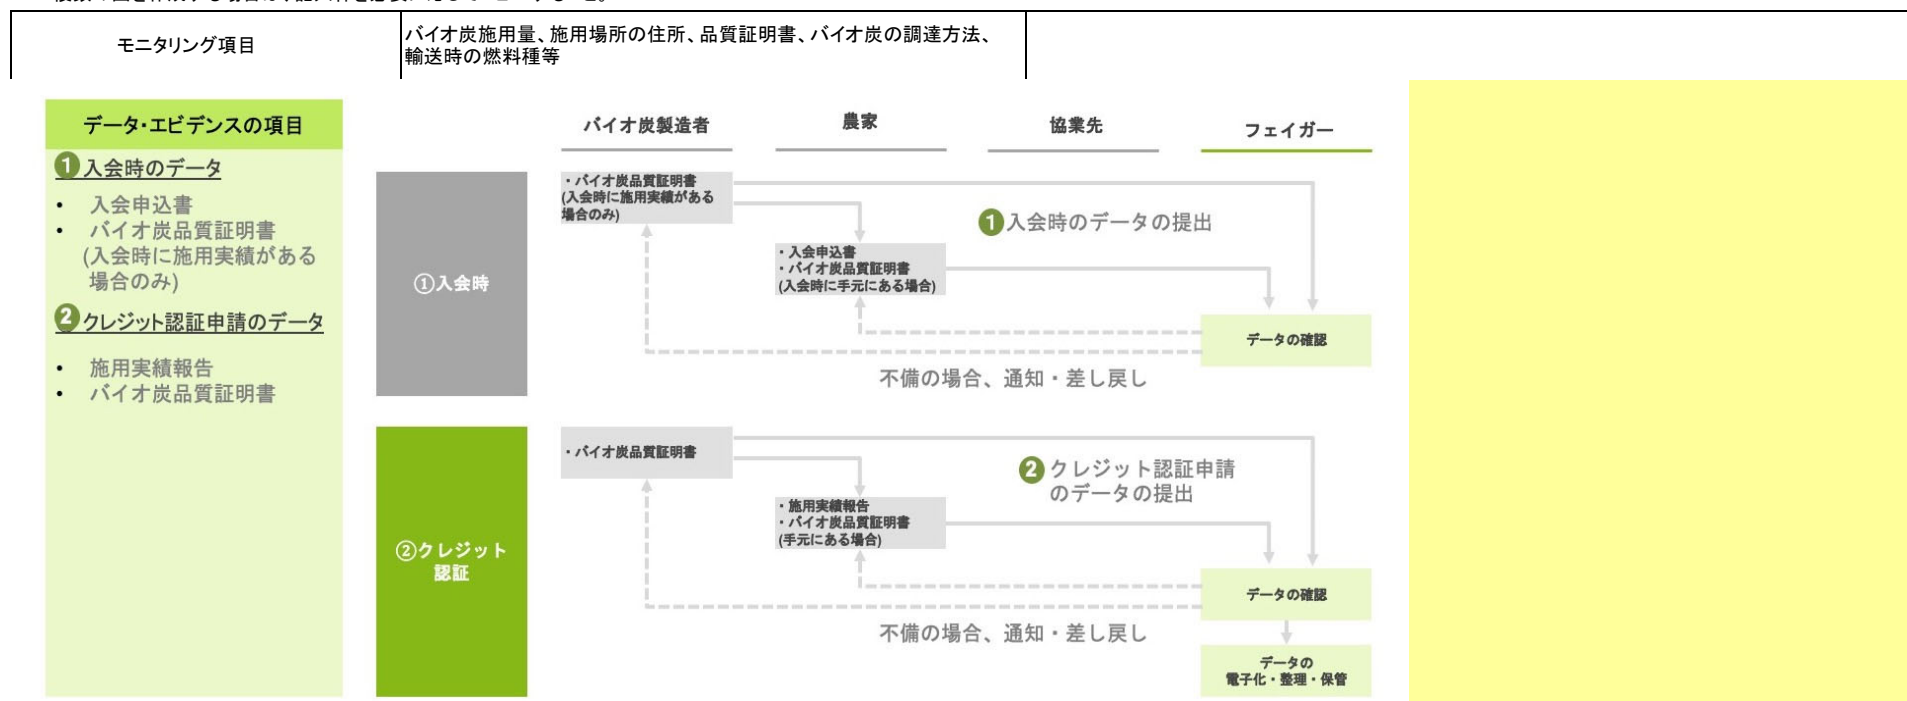 モニタリング項目
バイオ炭施用量、施用場所の住所、品質証明書、バイオ炭の調達方法、
輸送時の燃料種等
データ・エビデンスの項目
1 入会時のデータ
• 入会申込書
• バイオ炭品質証明書
(入会時に施用実績がある
場合のみ)
2 クレジット認証申請のデータ
• 施用実績報告
• バイオ炭品質証明書
バイオ炭製造者
農家
協業先
フェイガー
①入会時
・バイオ炭品質証明書
(入会時に施用実績がある
場合のみ)
1 入会時のデータの提出
・入会申込書
・バイオ炭品質証明書
(入会時に手元にある場合)
データの確認
不備の場合、通知・差し戻し
②クレジット
認証
・バイオ炭品質証明書
2 クレジット認証申請
のデータの提出
・施用実績報告
・バイオ炭品質証明書
(手元にある場合)
データの確認
不備の場合、通知・差し戻し
データの
電子化・整理・保管